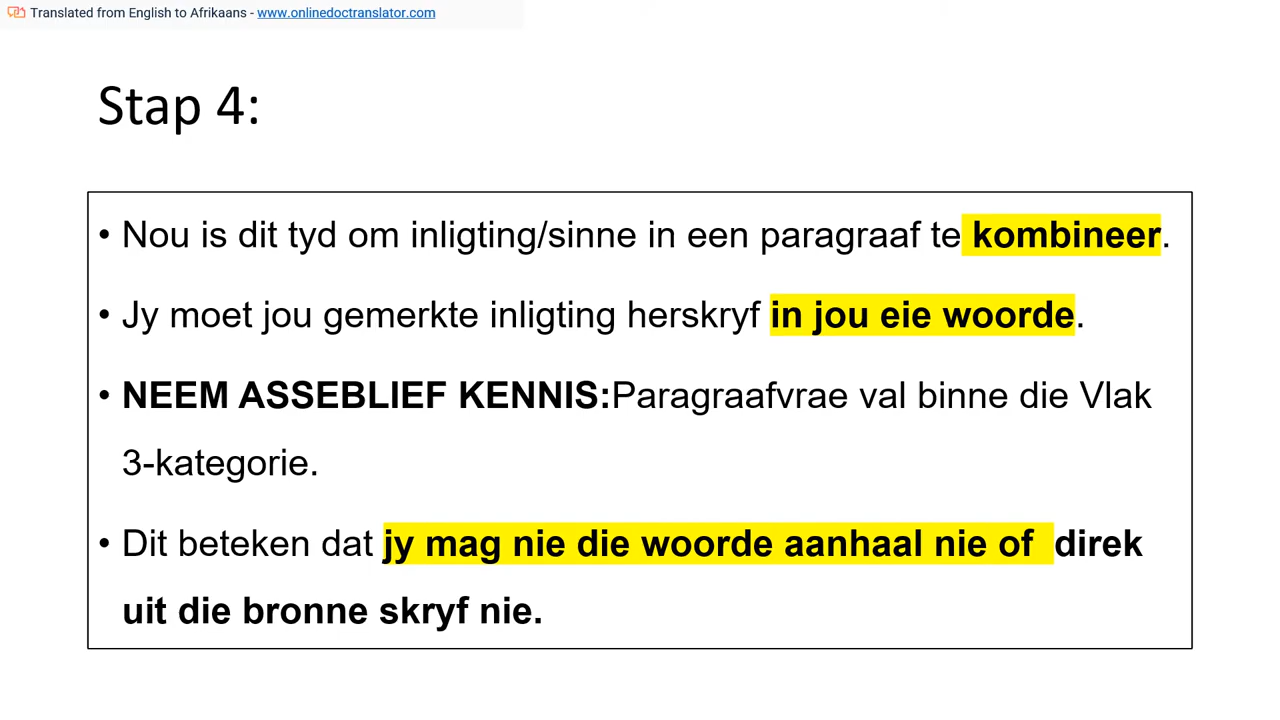 Translated from English to Afrikaans - www.onlinedoctranslator.com
Stap 4:
• Nou is dit tyd om inligting/sinne in een paragraaf te kombineer.
• Jy moet jou gemerkte inligting herskryf in jou eie woorde.
• NEEM ASSEBLIEF KENNIS:Paragraafvrae val binne die Vlak
3-kategorie.
• Dit beteken dat jy mag nie die woorde aanhaal nie of direk
uit die bronne skryf nie.